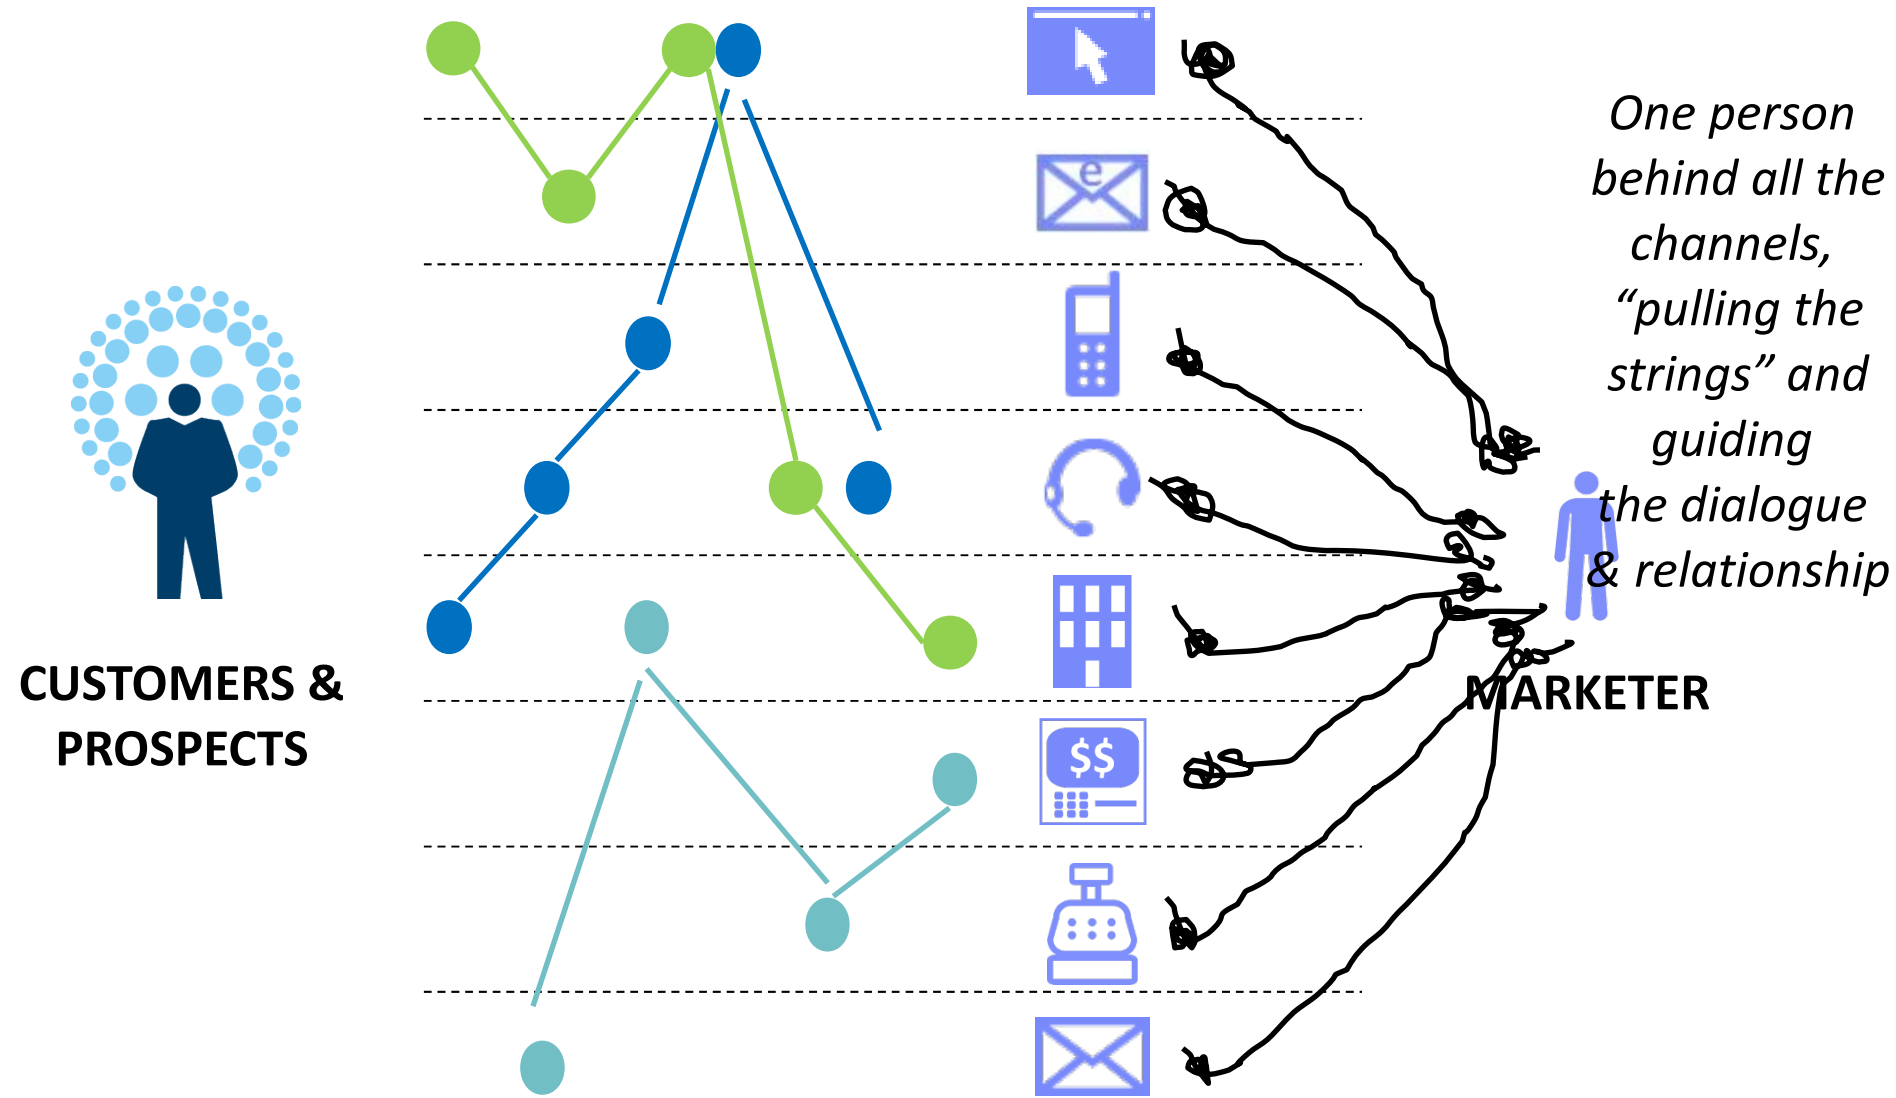 CUSTOMERS &
PROSPECTS
e
$$
One person
behind all the
channels,
“pulling the
strings” and
guiding
the dialogue
& relationship
MARKETER